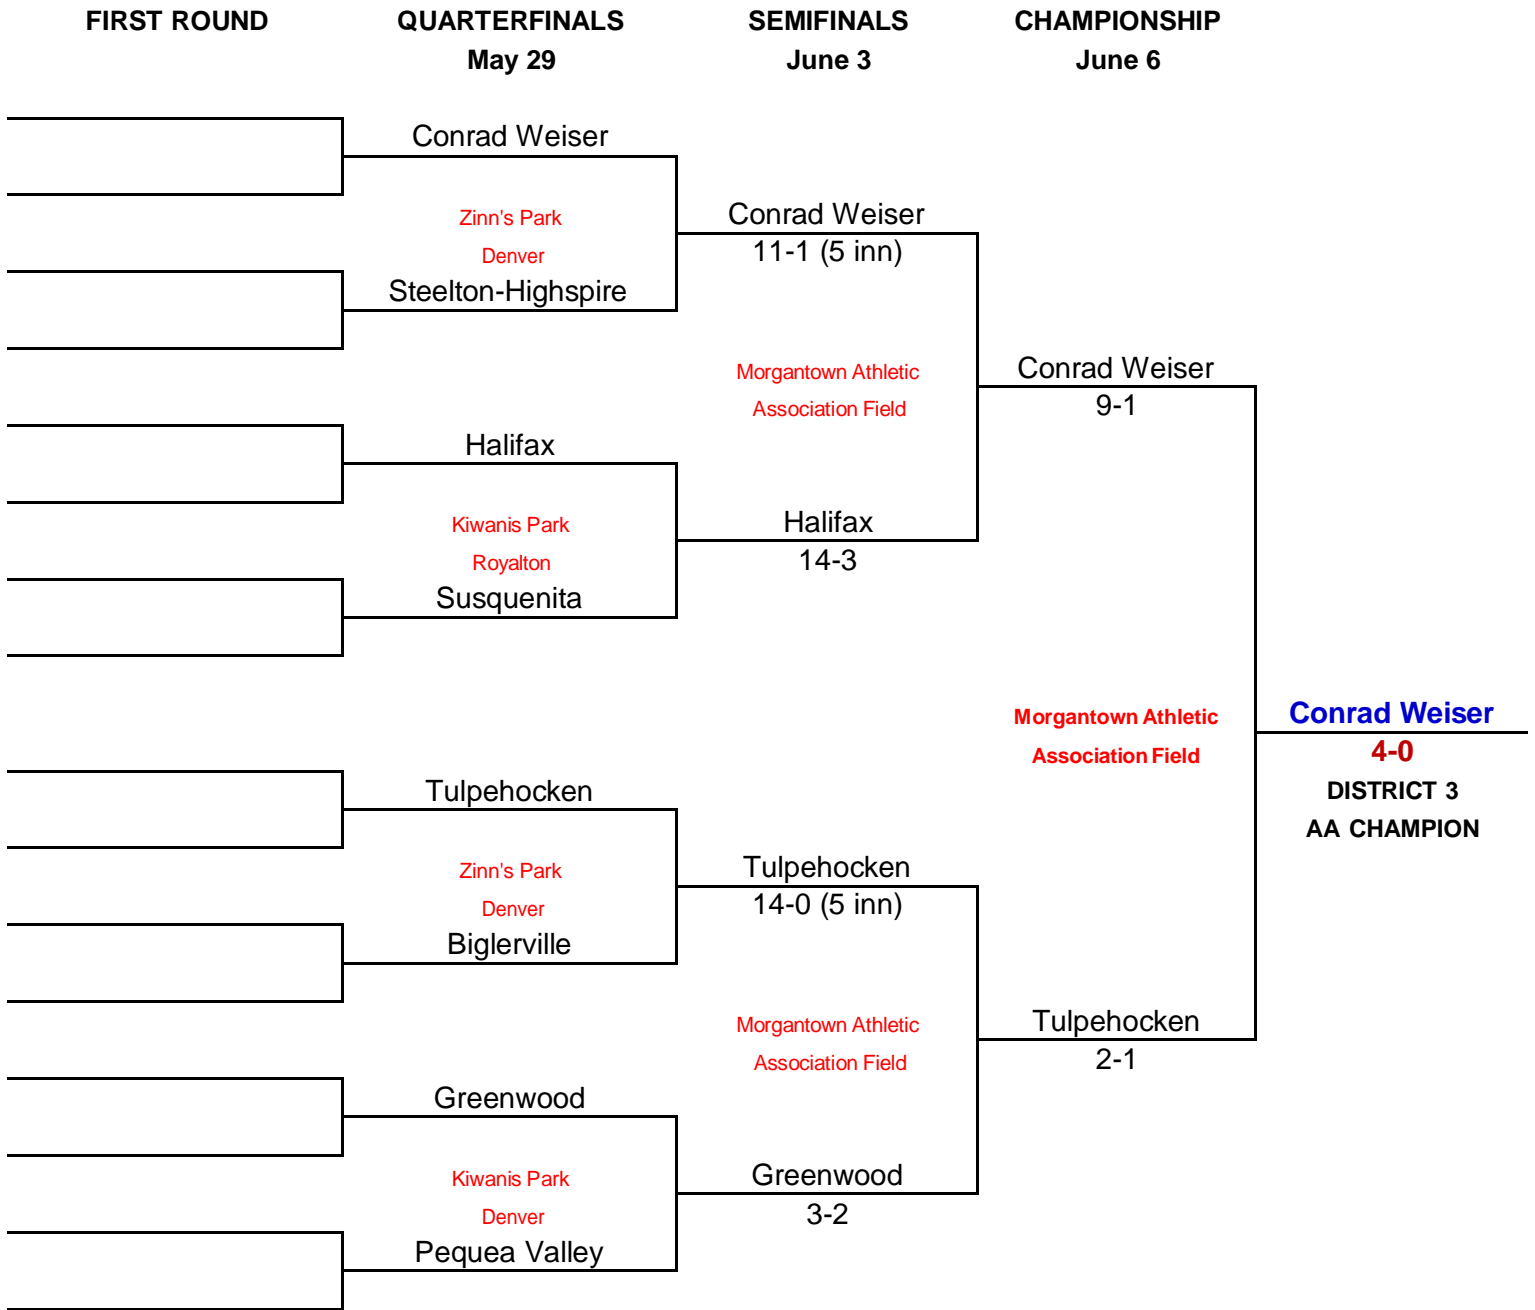 FIRST ROUND
QUARTERFINALS
SEMIFINALS
CHAMPIONSHIP
May 29
June 3
June 6
Conrad Weiser
Zinn's Park
Denver
Steelton-Highspire
Conrad Weiser
11-1 (5 inn)
Morgantown Athletic
Association Field
Conrad Weiser
9-1
Halifax
Kiwanis Park
Royalton
Susquenita
Halifax
14-3
Morgantown Athletic
Association Field
Conrad Weiser
4-0
DISTRICT 3
AA CHAMPION
Tulpehocken
Zinn's Park
Denver
Biglerville
Tulpehocken
14-0 (5 inn)
Morgantown Athletic
Association Field
Tulpehocken
2-1
Greenwood
Kiwanis Park
Denver
Pequea Valley
Greenwood
3-2